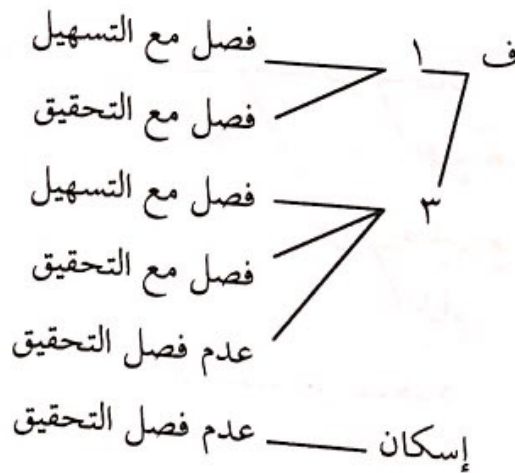 ف ١ فصل مع التسهيل
فصل مع التحقيق
٣ فصل مع التسهيل
فصل مع التحقيق
عدم فصل التحقيق
إسكان عدم فصل التحقيق